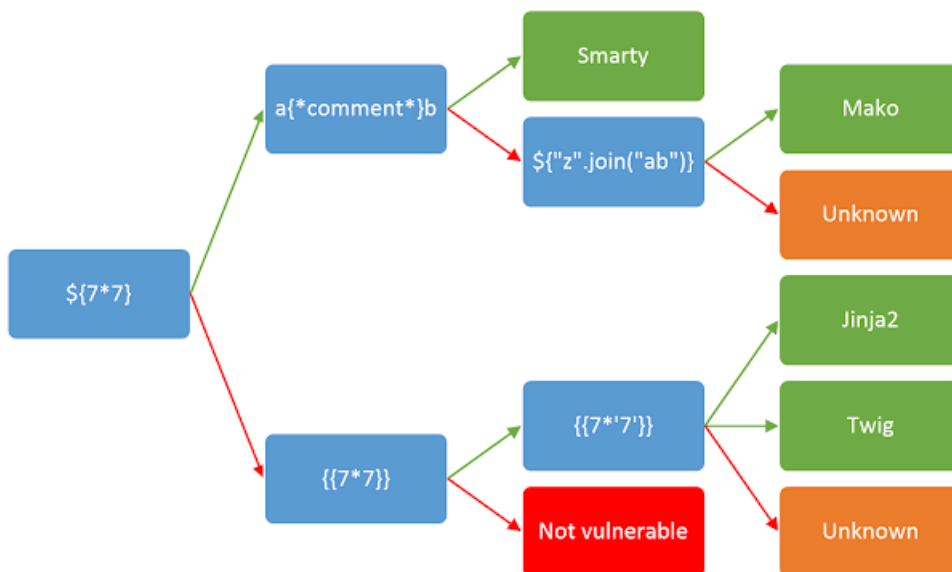 Smarty
a{*comment*}b
Mako
${"z".join("ab")}
Unknown
${7*7}
Jinja2
{{7*'7'}}
Twig
{{7*7}}
Not vulnerable
Unknown